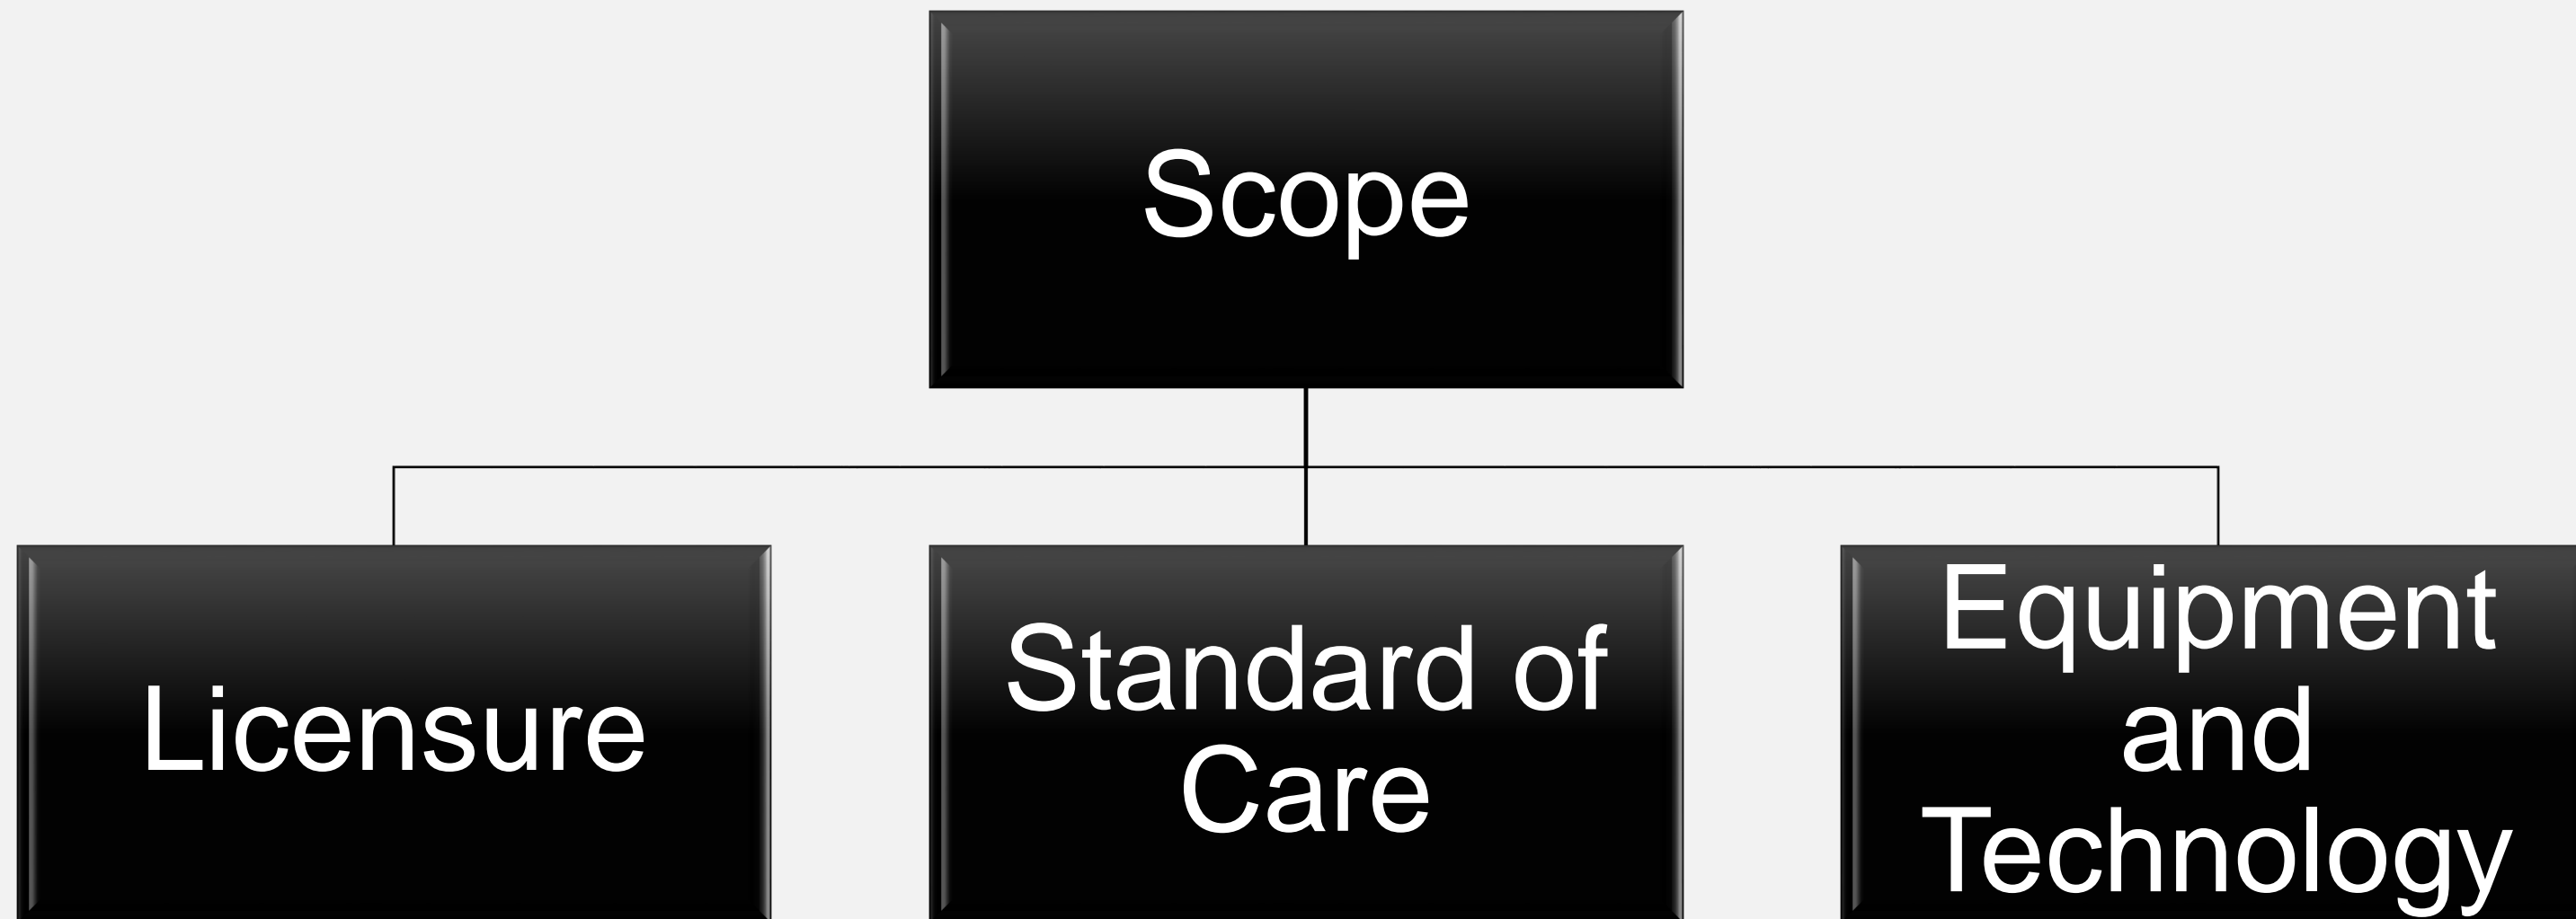 Scope
Licensure
Standard of
Care
Equipment
and
Technology